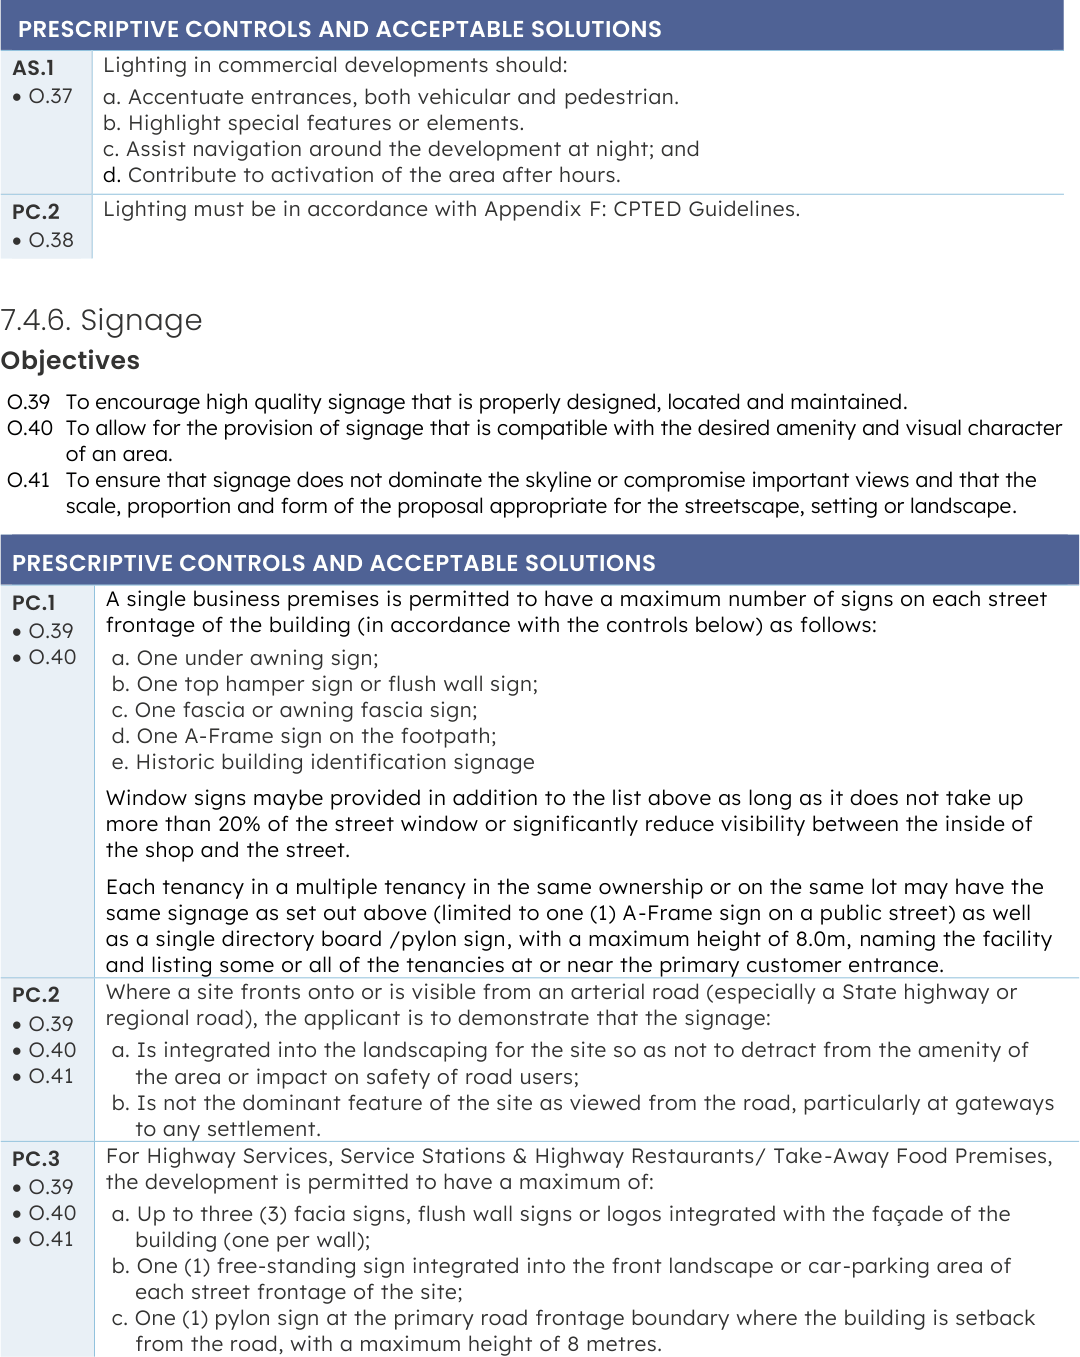 PRESCRIPTIVE CONTROLS AND ACCEPTABLE SOLUTIONS
AS.1
• O.37
Lighting in commercial developments should:
a. Accentuate entrances, both vehicular and pedestrian.
b. Highlight special features or elements.
c. Assist navigation around the development at night; and
d. Contribute to activation of the area after hours.
PC.2
• O.38
Lighting must be in accordance with Appendix F: CPTED Guidelines.
7.4.6. Signage
Objectives
O.39 To encourage high quality signage that is properly designed, located and maintained.
O.40 To allow for the provision of signage that is compatible with the desired amenity and visual character
of an area.
O.41 To ensure that signage does not dominate the skyline or compromise important views and that the
scale, proportion and form of the proposal appropriate for the streetscape, setting or landscape.
PRESCRIPTIVE CONTROLS AND ACCEPTABLE SOLUTIONS
PC.1
• O.39
• O.40
A single business premises is permitted to have a maximum number of signs on each street
frontage of the building (in accordance with the controls below) as follows:
a. One under awning sign;
b. One top hamper sign or flush wall sign;
c. One fascia or awning fascia sign;
d. One A-Frame sign on the footpath;
e. Historic building identification signage
Window signs maybe provided in addition to the list above as long as it does not take up
more than 20% of the street window or significantly reduce visibility between the inside of
the shop and the street.
Each tenancy in a multiple tenancy in the same ownership or on the same lot may have the
same signage as set out above (limited to one (1) A-Frame sign on a public street) as well
as a single directory board /pylon sign, with a maximum height of 8.0m, naming the facility
and listing some or all of the tenancies at or near the primary customer entrance.
PC.2
• O.39
• O.40
• O.41
Where a site fronts onto or is visible from an arterial road (especially a State highway or
regional road), the applicant is to demonstrate that the signage:
a. Is integrated into the landscaping for the site so as not to detract from the amenity of
the area or impact on safety of road users;
b. Is not the dominant feature of the site as viewed from the road, particularly at gateways
to any settlement.
PC.3
• O.39
• O.40
• O.41
For Highway Services, Service Stations & Highway Restaurants/ Take-Away Food Premises,
the development is permitted to have a maximum of:
a. Up to three (3) facia signs, flush wall signs or logos integrated with the façade of the
building (one per wall);
b. One (1) free-standing sign integrated into the front landscape or car-parking area of
each street frontage of the site;
c. One (1) pylon sign at the primary road frontage boundary where the building is setback
from the road, with a maximum height of 8 metres.